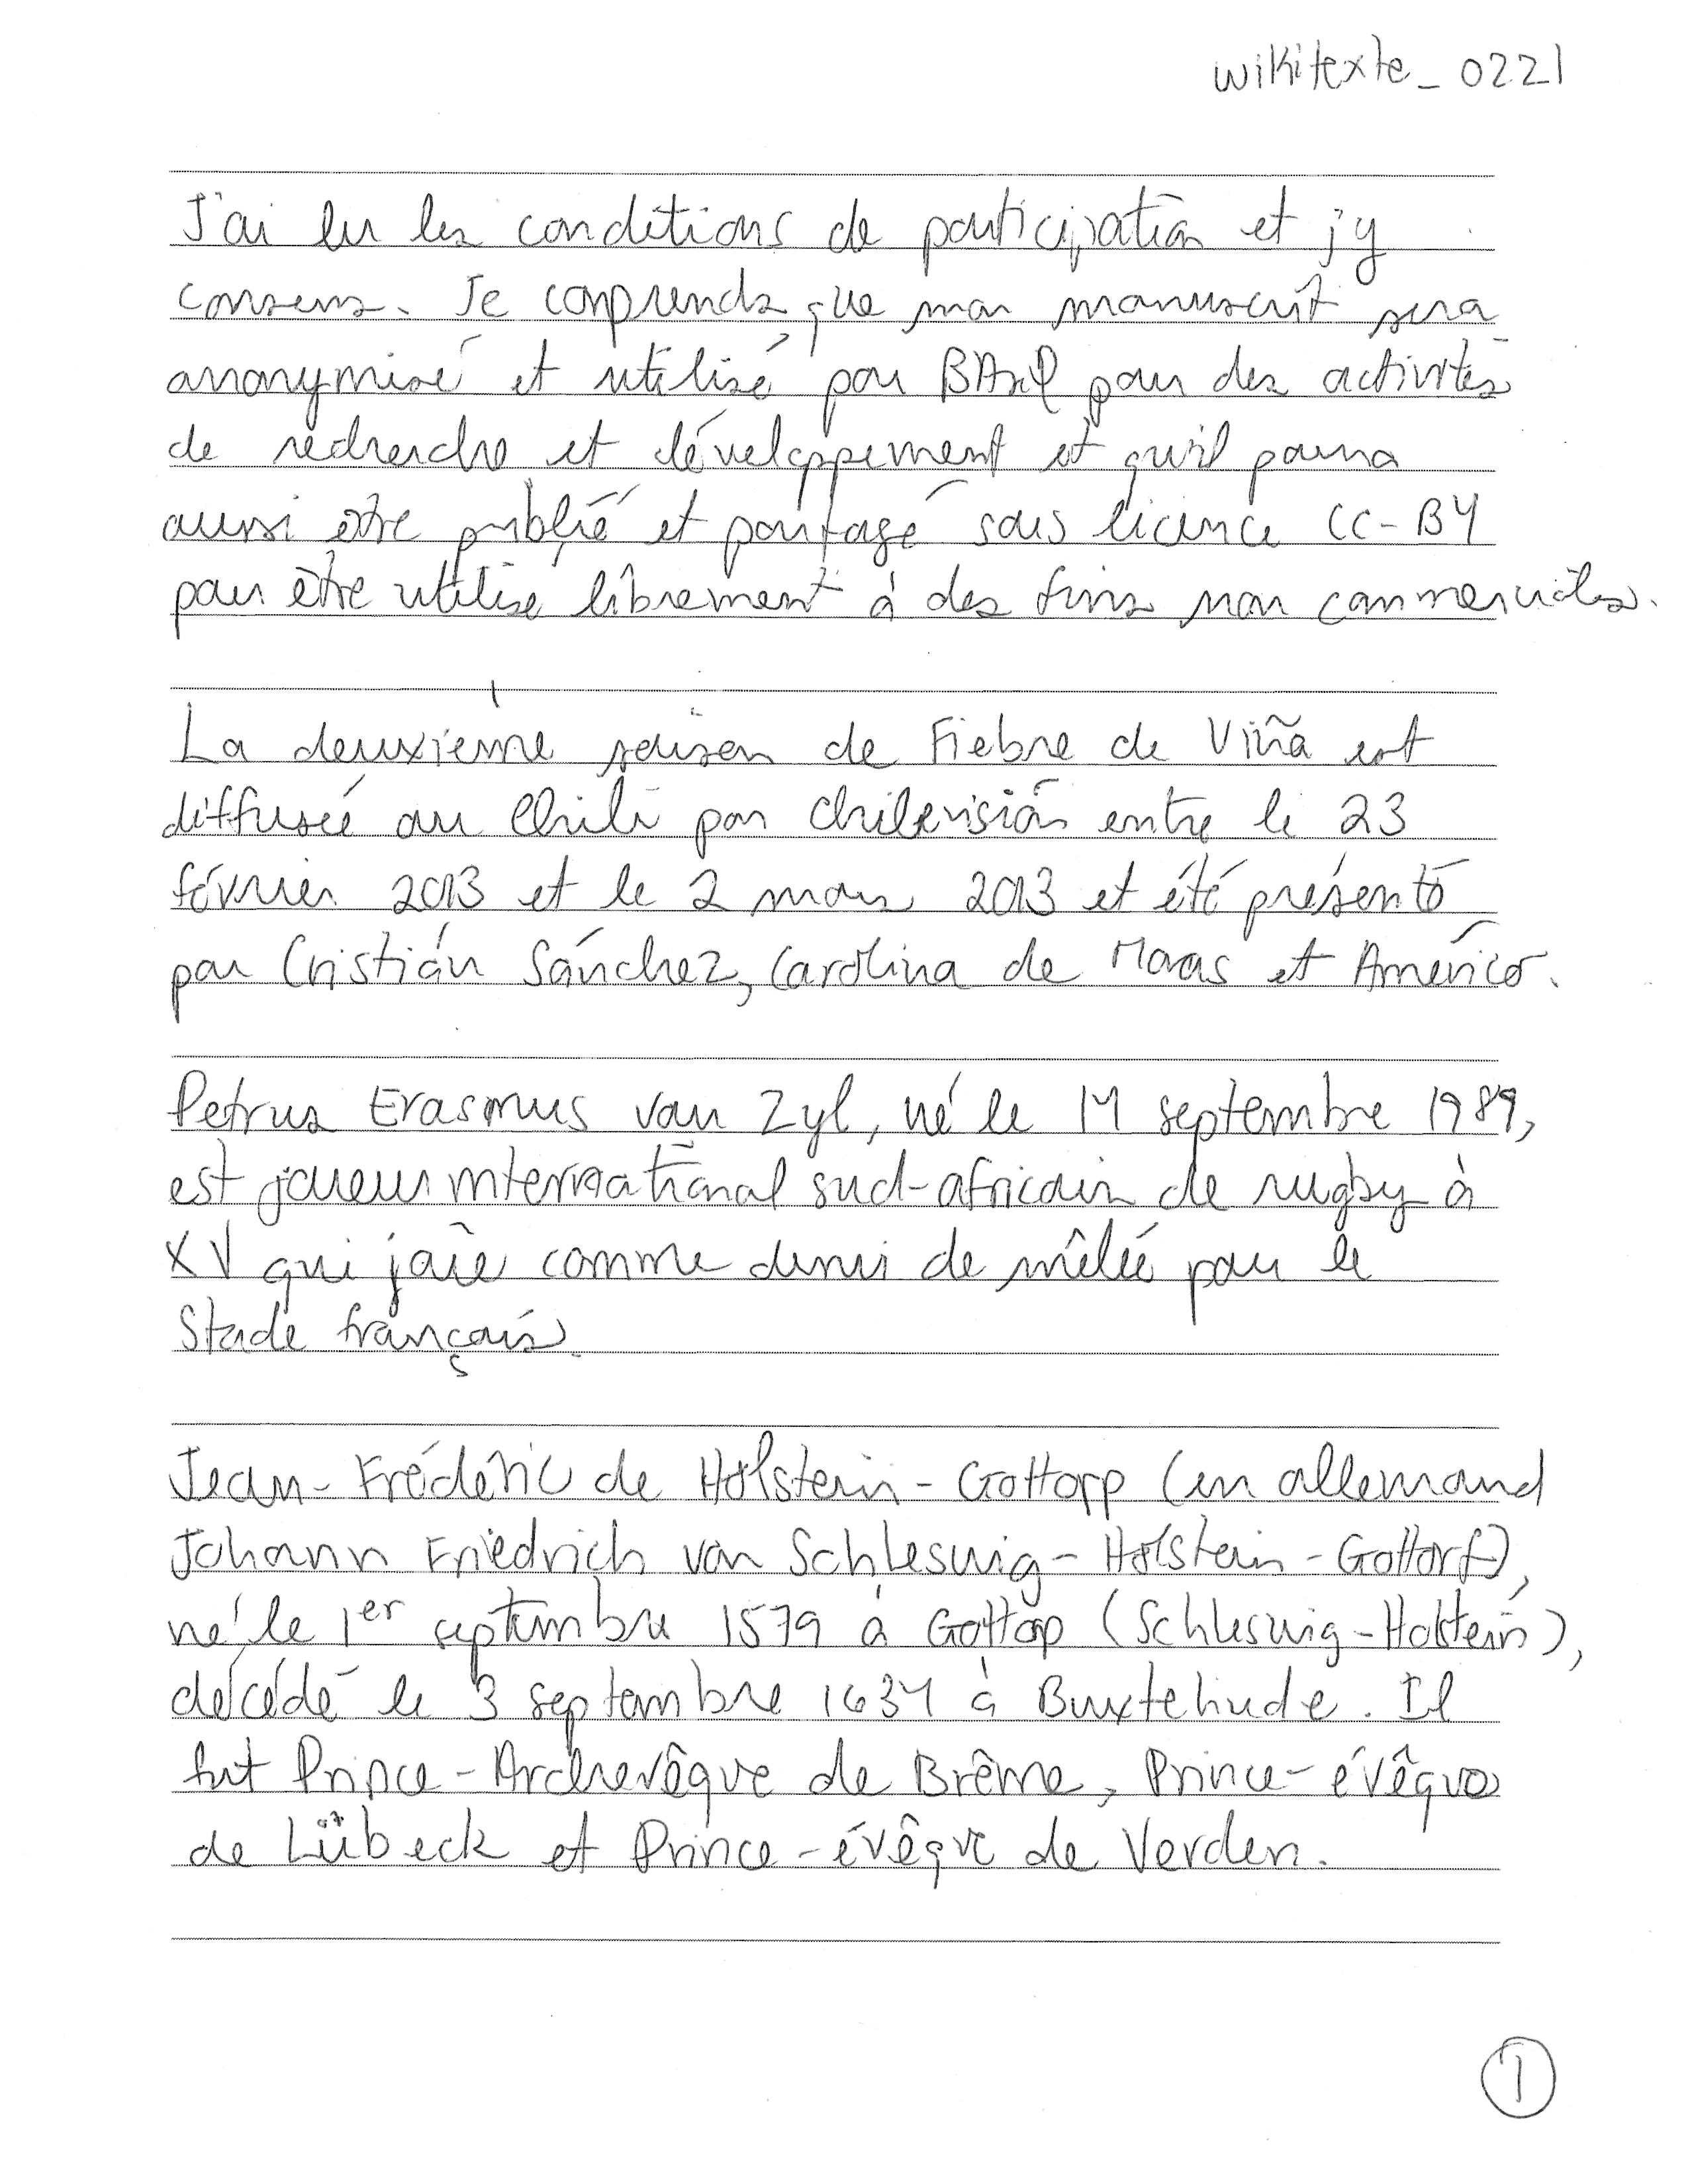 wikitexte_0221
J'ai lu les conditions de participation et j'y
consens. Je comprends que mon manuscrit sera
anonymisé et utilisé par BAnQ pour des activités
de recherche et développement et qu'il pourra
aussi être publié et partagé sous licence CC-BY
pour être utilisé librement à des fins non commerciales.
La deuxième saison de Fiebre de Viña est
diffusée au Chili par Chilevisión entre le 23
février 2013 et le 2 mars 2013 et été présenté
par Cristián Sánchez, Carolina de Moras et Américo.
Petrus Erasmus van Zyl, né le 14 septembre 1989,
est joueur international sud-africain de rugby à
XV qui joue comme demi de mêlée pour le
Stade français.
Jean-Frédéric de Holstein-Gottorp (en allemand
Johann Friedrich von Schleswig-Holstein-Gottorf),
né le 1er septembre 1579 à Gottorp (Schleswig-Holstein),
décédé le 3 septembre 1634 à Buxtehude. Il
fut Prince-Archevêque de Brême, Prince-évêque
de Lübeck et Prince-évêque de Verden.
1